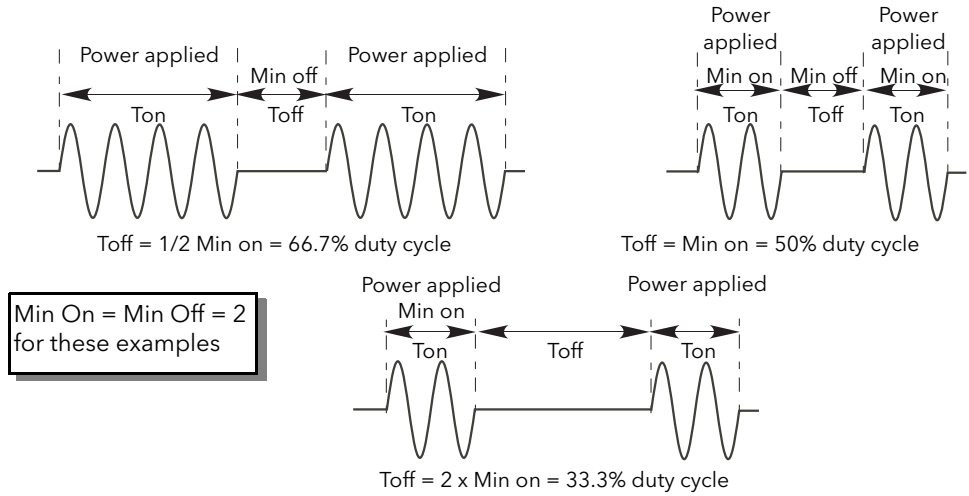 Power applied
Min off
Power applied
Ton
Toff
Ton
Toff = 1/2 Min on = 66.7% duty cycle
Power
applied
Power
applied
Min on
Min off
Min on
Ton
Toff
Ton
Toff = Min on = 50% duty cycle
Min On = Min Off = 2
for these examples
Power applied
Power applied
Min on
Ton
Toff
Ton
Toff = 2 x Min on = 33.3% duty cycle